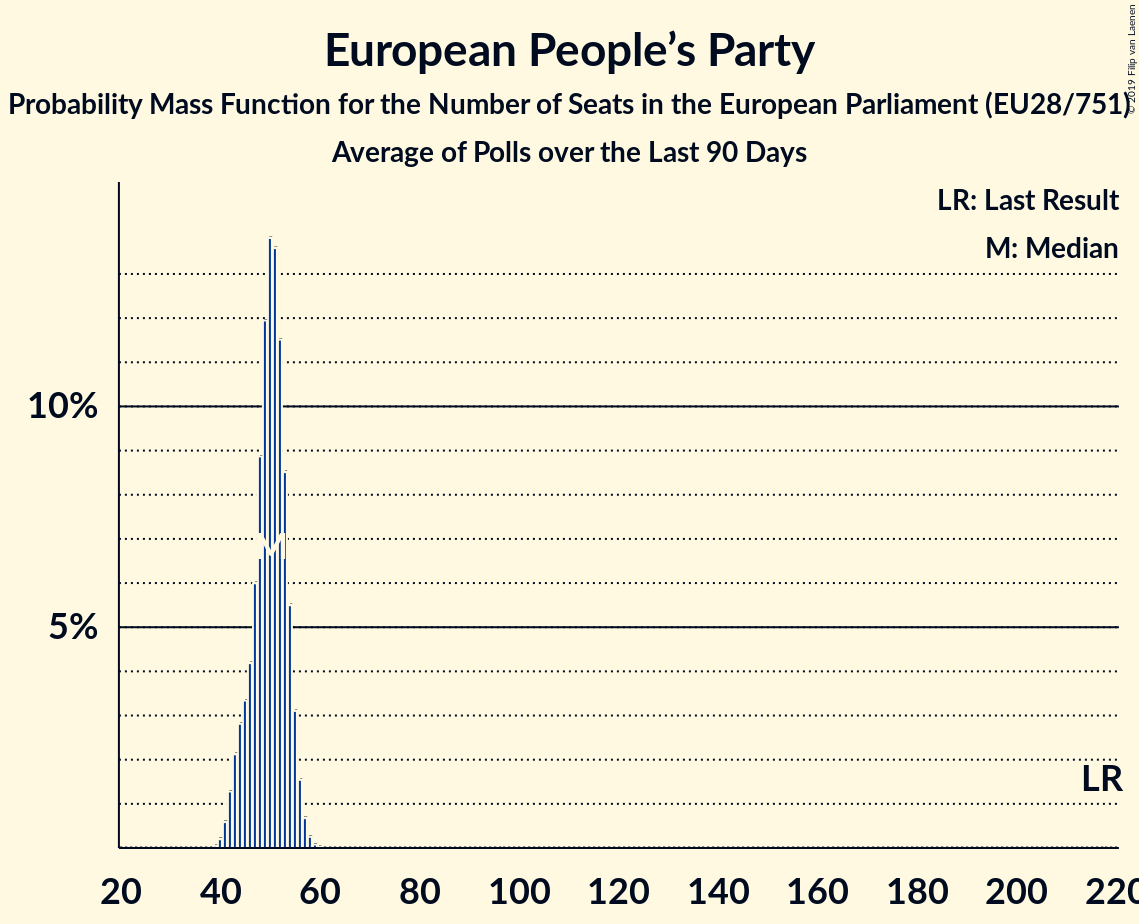 European People’s Party
Probability Mass Function for the Number of Seats in the European Parliament (EU28/751)
Average of Polls over the Last 90 Days
© 2019 Filip van Laenen
LR: Last Result
M: Median
10%
5%
M
LR
20 40 60 80 100 120 140 160 180 200 220